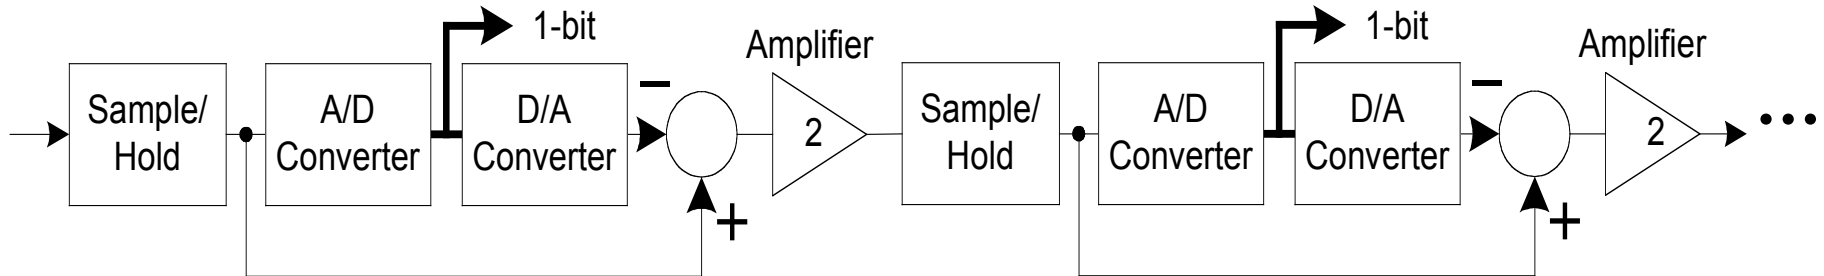 1-bit
1-bit
Amplifier
Amplifier
Sample/
Hold
A/D
Converter
D/A
Converter
−
+
2
Sample/
Hold
A/D
Converter
D/A
Converter
−
+
2
•••